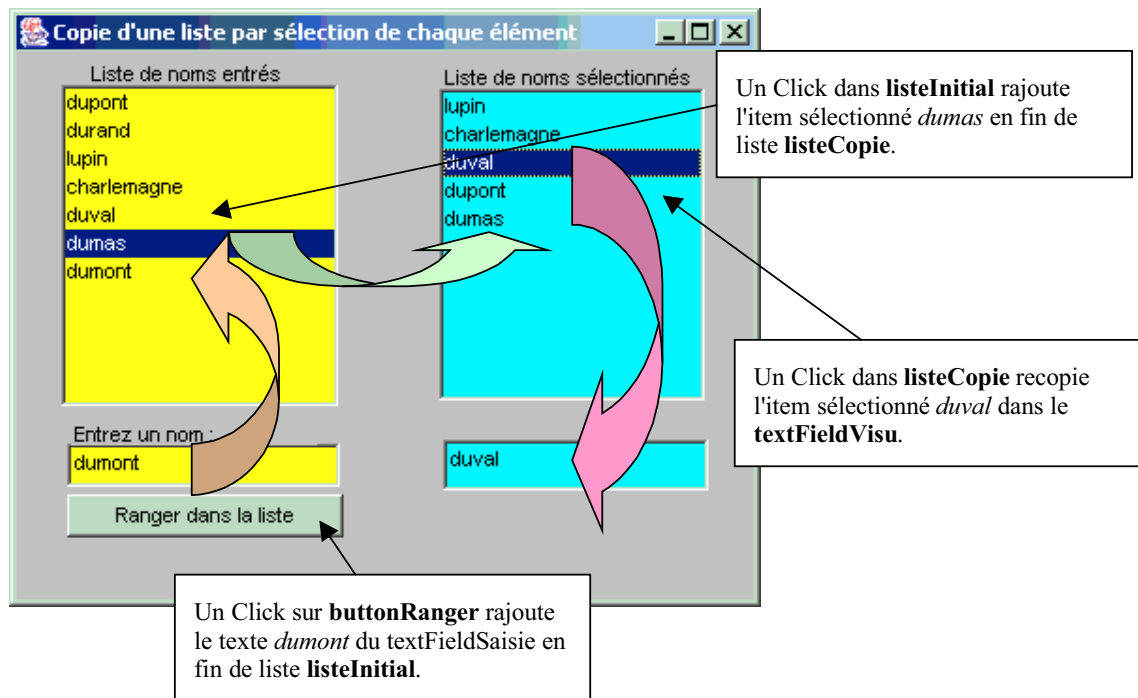 Copie d'une liste par sélection de chaque élément
Liste de noms entrés
dupont
durand
lupin
charlemagne
duval
dumas
dumont
Entrez un nom :
dumont
Ranger dans la liste
Liste de noms sélectionnés
lupin
charlemagne
duval
dupont
dumas
duval
Un Click dans listeInitial rajoute
l'item sélectionné dumas en fin de
liste listeCopie.
Un Click dans listeCopie recopie
l'item sélectionné duval dans le
textFieldVisu.
Un Click sur buttonRanger rajoute
le texte dumont du textFieldSaisie en
fin de liste listeInitial.